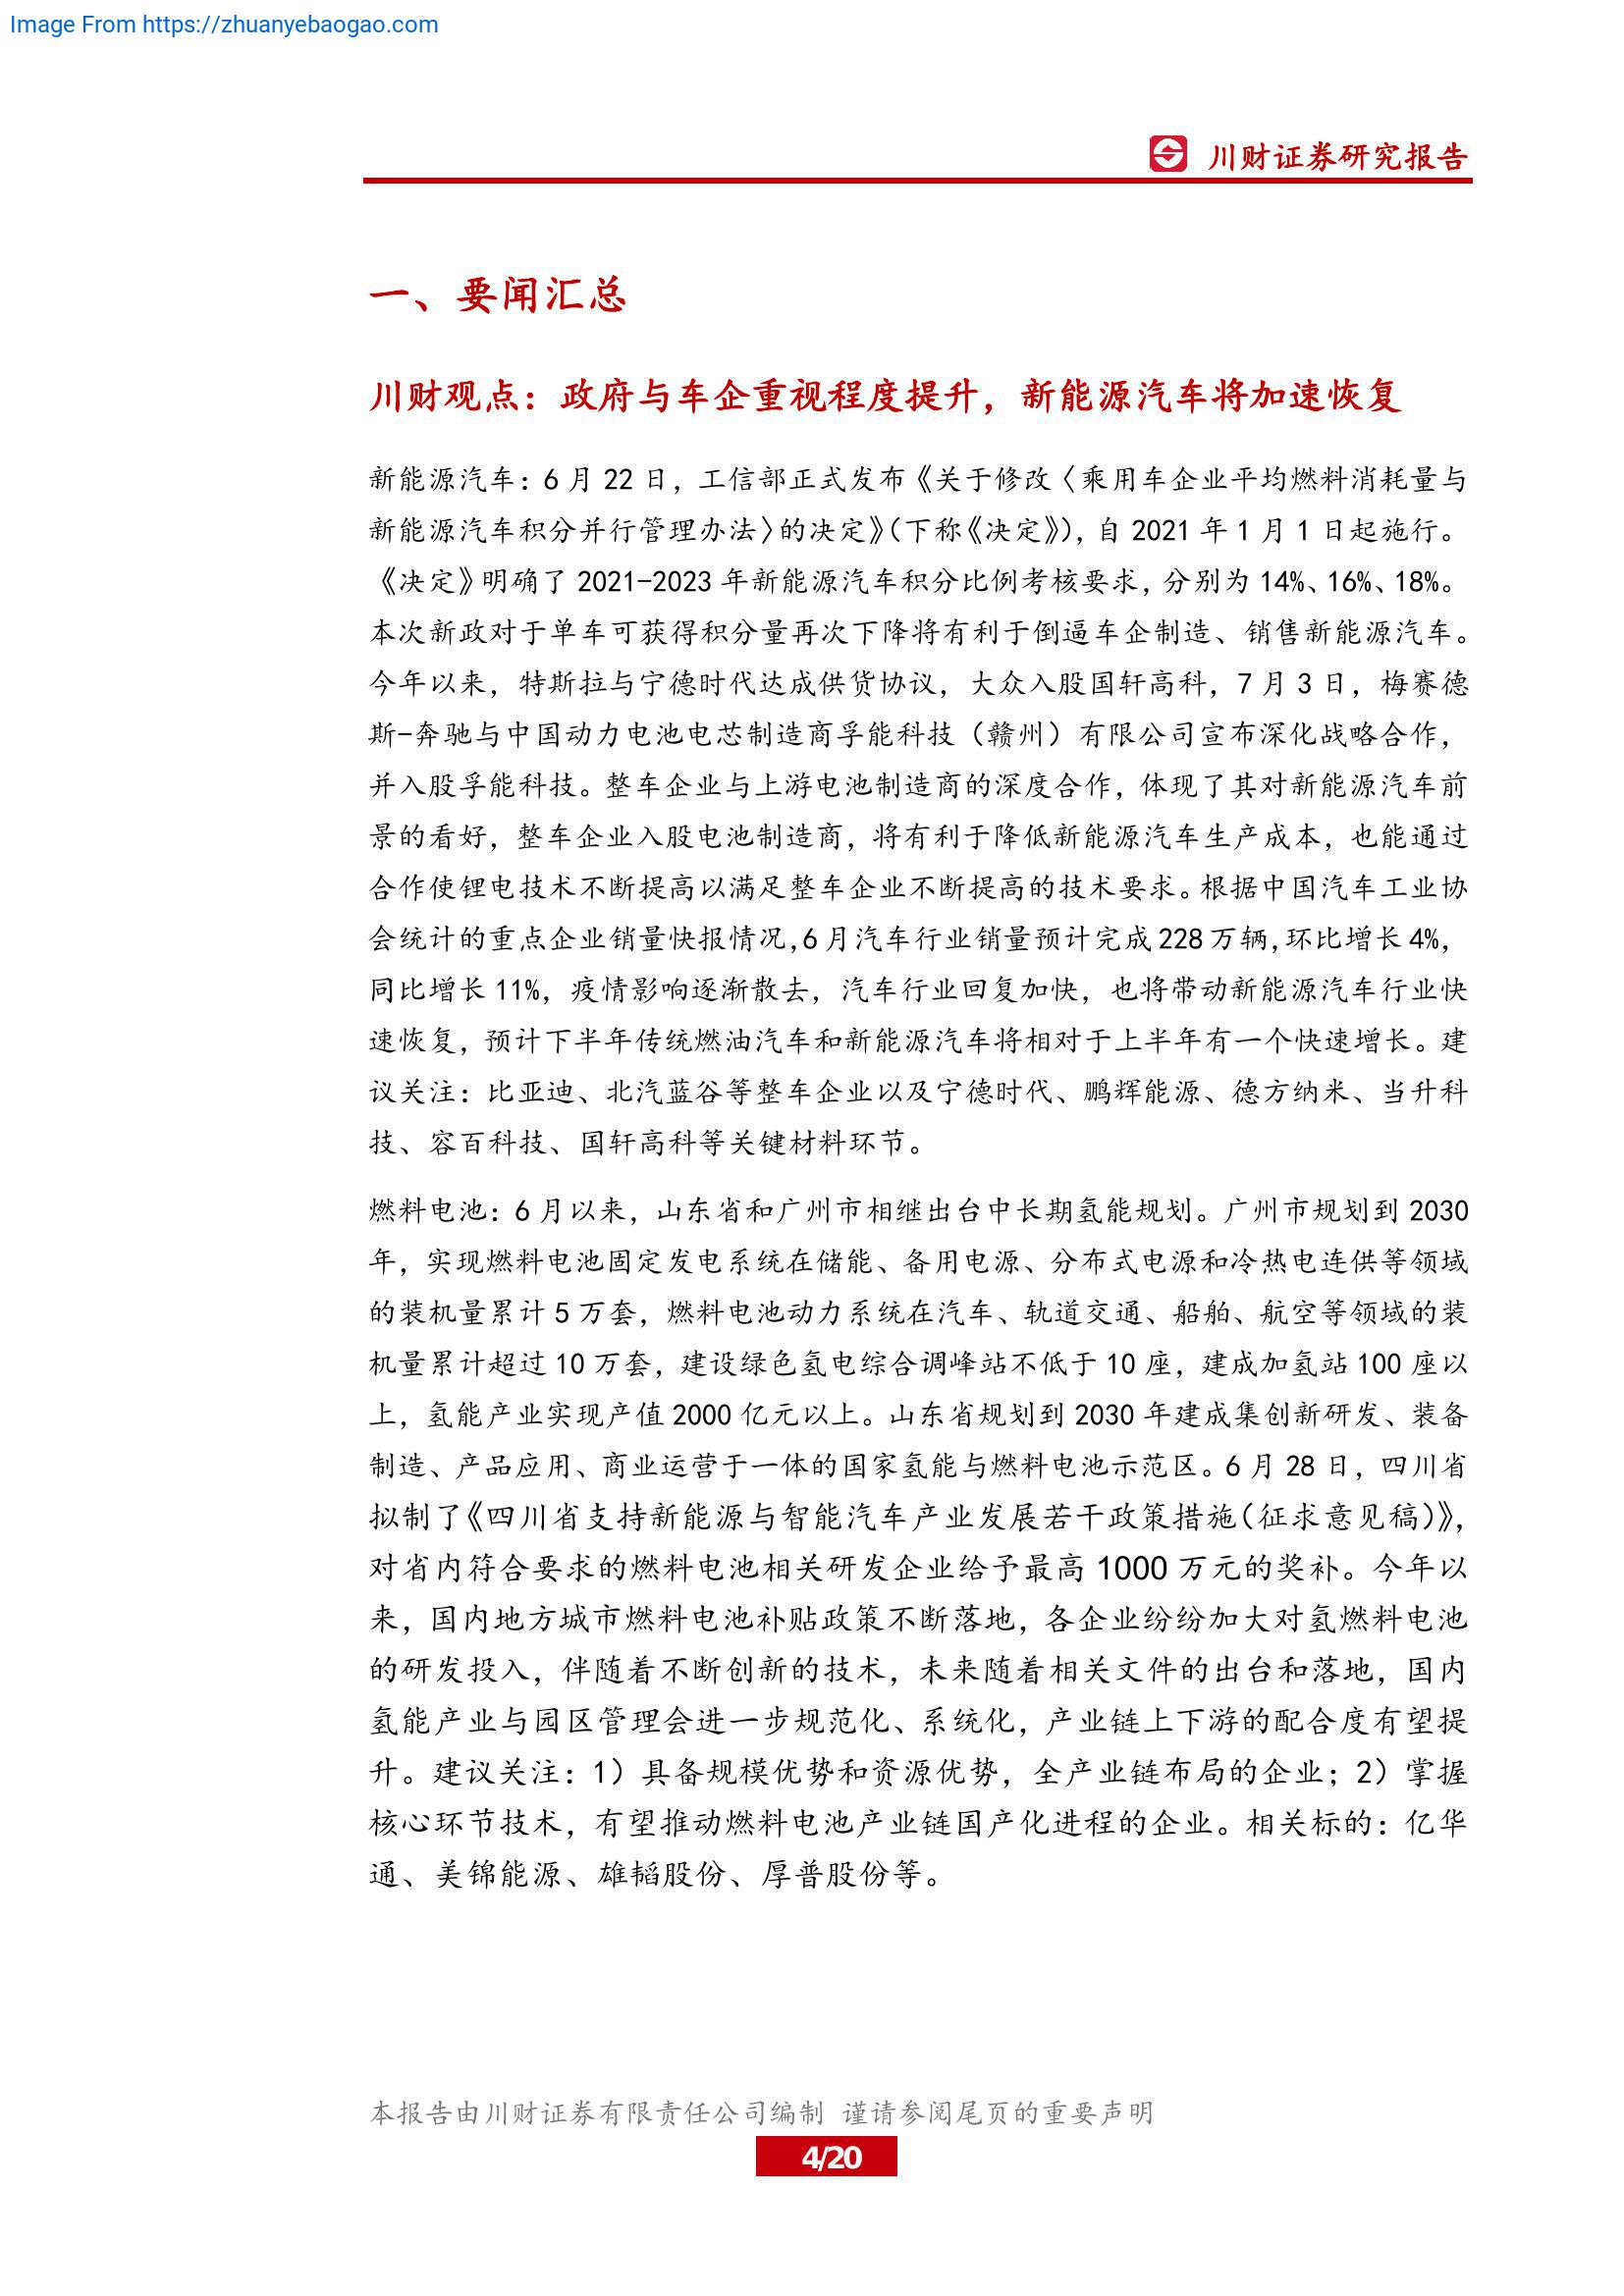 Image From https://zhuanyebaogao.com
川财证券研究报告
一、要闻汇总
川财观点：政府与车企重视程度提升，新能源汽车将加速恢复
新能源汽车：6 月 22 日，工信部正式发布《关于修改〈乘用车企业平均燃料消耗量与
新能源汽车积分并行管理办法〉的决定》（下称《决定》），自 2021 年 1 月 1 日起施行。
《决定》明确了 2021-2023 年新能源汽车积分比例考核要求，分别为 14%、16%、18%。
本次新政对于单车可获得积分量再次下降将有利于倒逼车企制造、销售新能源汽车。
今年以来，特斯拉与宁德时代达成供货协议，大众入股国轩高科，7 月 3 日，梅赛德
斯-奔驰与中国动力电池电芯制造商孚能科技（赣州）有限公司宣布深化战略合作，
并入股孚能科技。整车企业与上游电池制造商的深度合作，体现了其对新能源汽车前
景的看好，整车企业入股电池制造商，将有利于降低新能源汽车生产成本，也能通过
合作使锂电技术不断提高以满足整车企业不断提高的技术要求。根据中国汽车工业协
会统计的重点企业销量快报情况,6 月汽车行业销量预计完成 228 万辆,环比增长 4%，
同比增长 11%，疫情影响逐渐散去，汽车行业回复加快，也将带动新能源汽车行业快
速恢复，预计下半年传统燃油汽车和新能源汽车将相对于上半年有一个快速增长。建
议关注：比亚迪、北汽蓝谷等整车企业以及宁德时代、鹏辉能源、德方纳米、当升科
技、容百科技、国轩高科等关键材料环节。
燃料电池：6 月以来，山东省和广州市相继出台中长期氢能规划。广州市规划到 2030
年，实现燃料电池固定发电系统在储能、备用电源、分布式电源和冷热电连供等领域
的装机量累计 5 万套，燃料电池动力系统在汽车、轨道交通、船舶、航空等领域的装
机量累计超过 10 万套，建设绿色氢电综合调峰站不低于 10 座，建成加氢站 100 座以
上，氢能产业实现产值 2000 亿元以上。山东省规划到 2030 年建成集创新研发、装备
制造、产品应用、商业运营于一体的国家氢能与燃料电池示范区。6 月 28 日，四川省
拟制了《四川省支持新能源与智能汽车产业发展若干政策措施（征求意见稿）》，
对省内符合要求的燃料电池相关研发企业给予最高 1000 万元的奖补。今年以
来，国内地方城市燃料电池补贴政策不断落地，各企业纷纷加大对氢燃料电池
的研发投入，伴随着不断创新的技术，未来随着相关文件的出台和落地，国内
氢能产业与园区管理会进一步规范化、系统化，产业链上下游的配合度有望提
升。建议关注：1）具备规模优势和资源优势，全产业链布局的企业；2）掌握
核心环节技术，有望推动燃料电池产业链国产化进程的企业。相关标的：亿华
通、美锦能源、雄韬股份、厚普股份等。
本报告由川财证券有限责任公司编制 谨请参阅尾页的重要声明
4/20